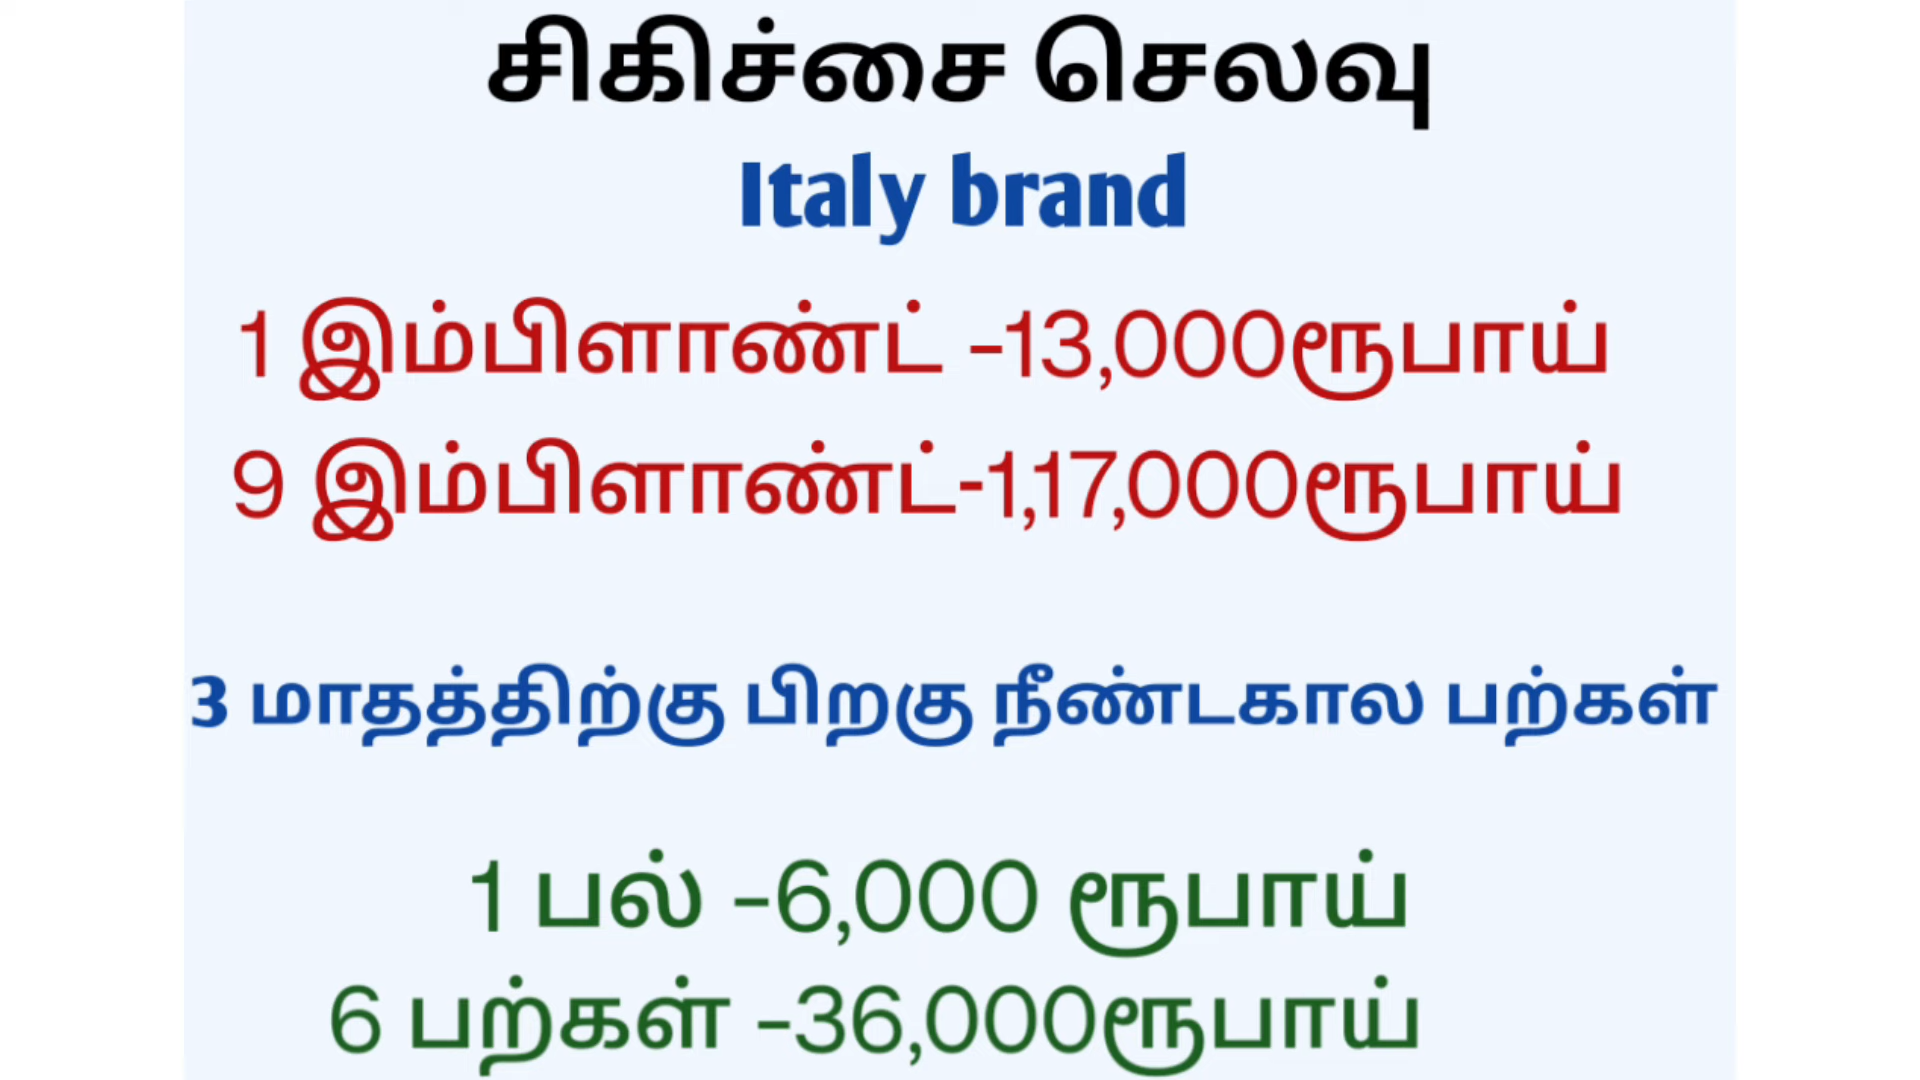 சிகிச்சை செலவு
Italy brand
1 இம்பிளாண்ட் -13,000ரூபாய்
9 இம்பிளாண்ட்-1,17,000ரூபாய்
3 மாதத்திற்கு பிறகு நீண்டகால பற்கள்
1 பல் -6,000 ரூபாய்
6 பற்கள் -36,000ரூபாய்